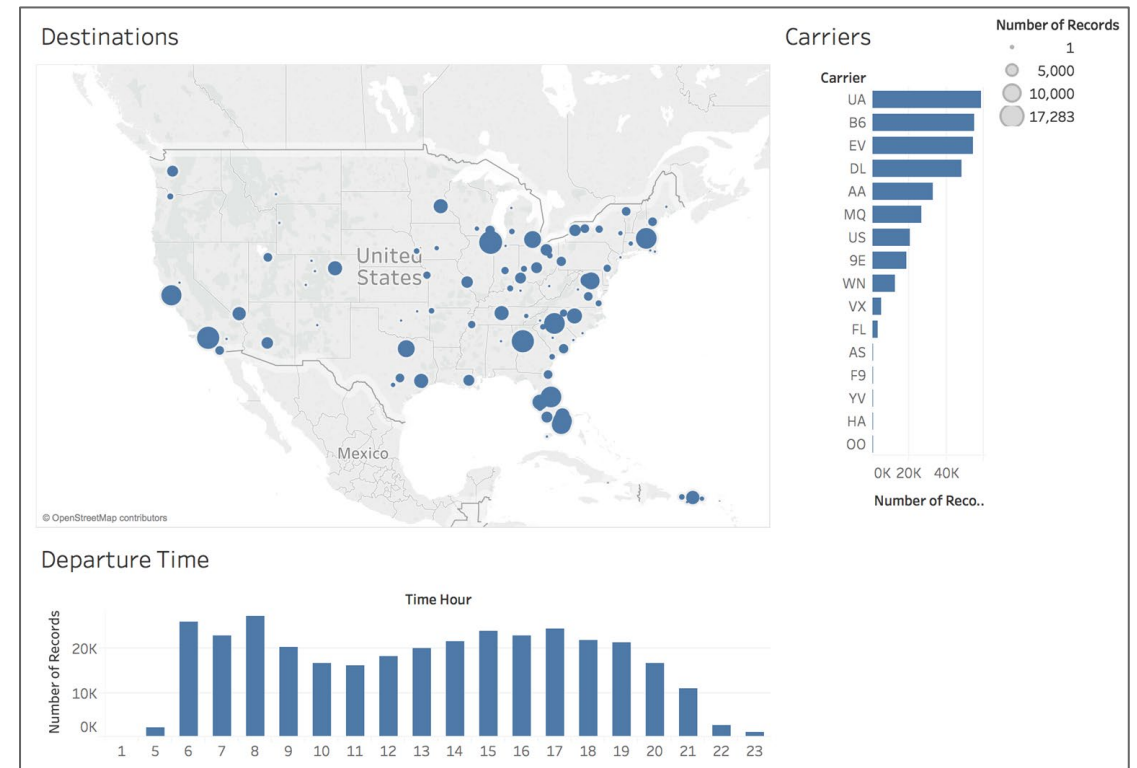 Destinations
United
States
Mexico
© OpenStreetMap contributors
Carriers
Carrier
UA
B6
EV
DL
AA
MQ
US
9E
WN
VX
FL
AS
F9
YV
HA
OO
0K 20K 40K
Number of Reco..
Number of Records
1
5,000
10,000
17,283
Departure Time
Time Hour
Number of Records
20K
10K
0K
1 5 6 7 8 9 10 11 12 13 14 15 16 17 18 19 20 21 22 23